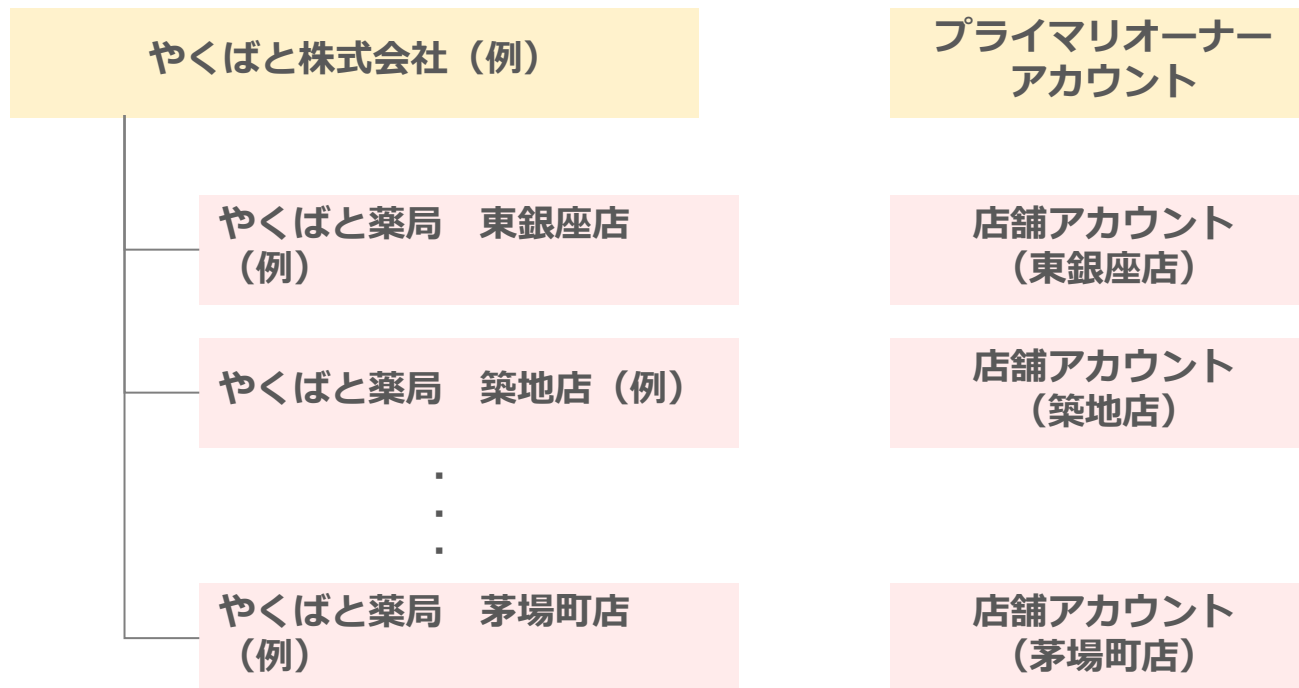 やくばと株式会社（例）
プライマリオーナー
アカウント
やくばと薬局　東銀座店
（例）
店舗アカウント
（東銀座店）
やくばと薬局　築地店（例）
店舗アカウント
（築地店）
・
・
・
やくばと薬局　茅場町店
（例）
店舗アカウント
（茅場町店）